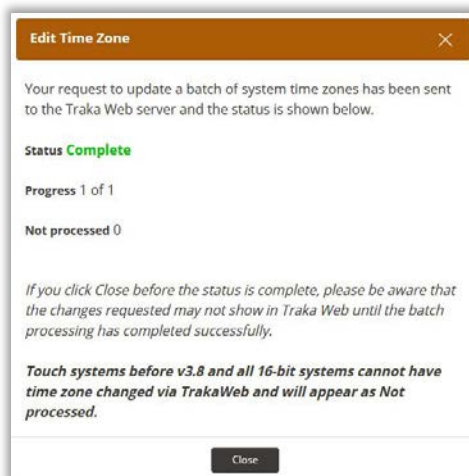 Edit Time Zone
Your request to update a batch of system time zones has been sent
to the Traka Web server and the status is shown below.
Status Complete
Progress 1 of 1
Not processed 0
If you click Close before the status is complete, please be aware that
the changes requested may not show in Traka Web until the batch
processing has completed successfully.
Touch systems before v3.8 and all 16-bit systems cannot have
time zone changed via TrakaWeb and will appear as Not
processed.
Close